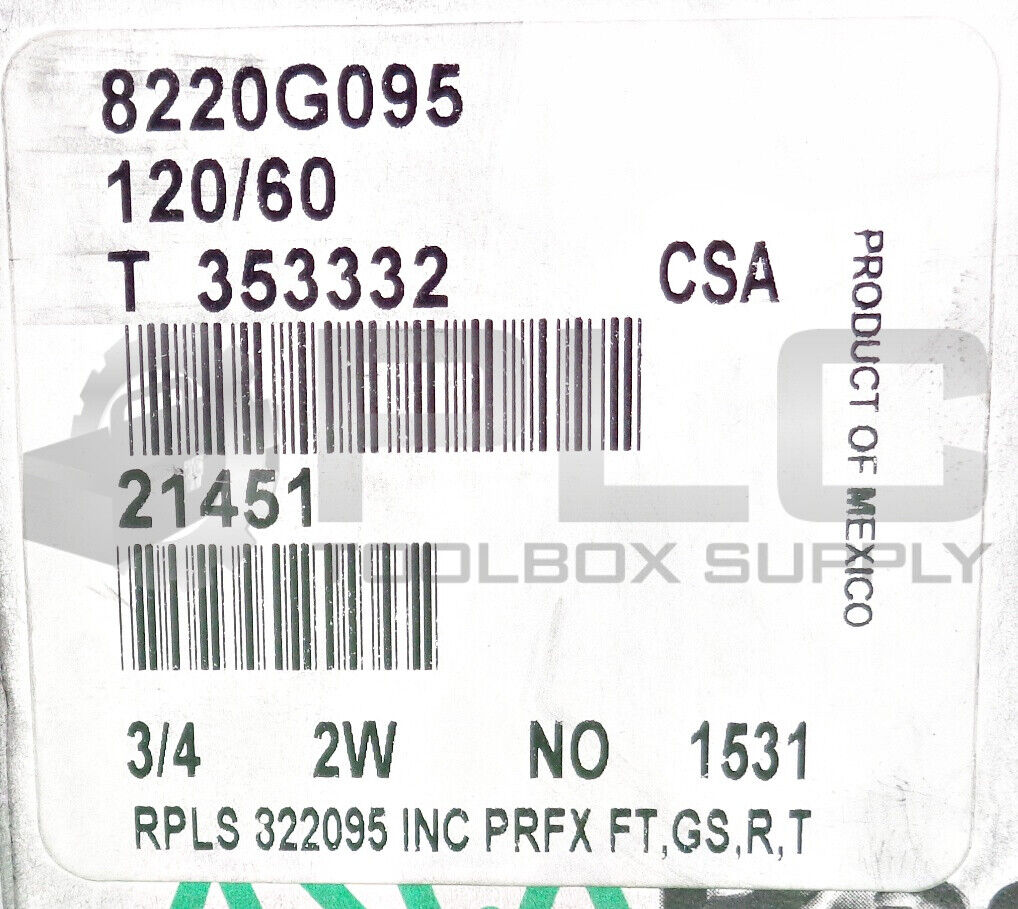 8220G095
120/60
T 353332 CSA
PRODUCT OF MEXICO
21451
3/4 2W NO 1531
RPLS 322095 INC PRFX FT,GS,R,T
PLC
TOOLBOX SUPPLY